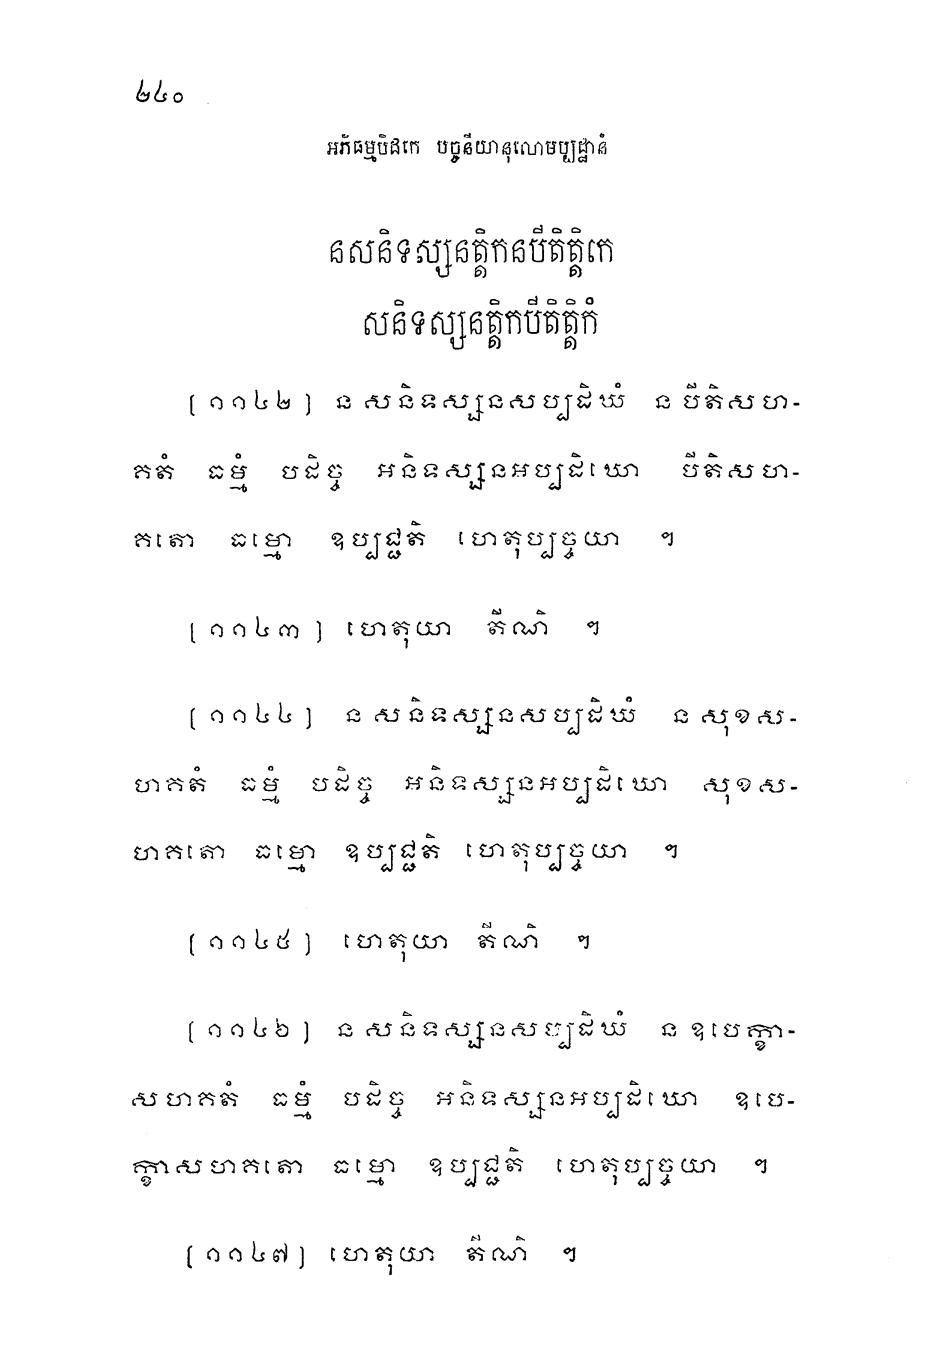 ២៤០
អភិធម្មបិដកេ បច្ចនីយានុលោមប្បដ្ឋានំ
នសនិទស្សនត្តិកនបីតិត្តិកេ
សនិទស្សនត្តិកបីតិត្តិកំ
[១១៤២] ន សនិទស្សនសប្បដិឃំ ន បីតិសហ-
កតំ ធម្មំ បដិច្ច អនិទស្សនអប្បដិឃោ បីតិសហ-
កតោ ធម្មោ ឧប្បជ្ជតិ ហេតុប្បច្ចយា ។
[១១៤៣] ហេតុយា តីណិ ។
[១១៤៤] ន សនិទស្សនសប្បដិឃំ ន សុខស-
ហកតំ ធម្មំ បដិច្ច អនិទស្សនអប្បដិឃោ សុខស-
ហកតោ ធម្មោ ឧប្បជ្ជតិ ហេតុប្បច្ចយា ។
[១១៤៥] ហេតុយា តីណិ ។
[១១៤៦] ន សនិទស្សនសប្បដិឃំ ន ឧបេក្ខា-
សហកតំ ធម្មំ បដិច្ច អនិទស្សនអប្បដិឃោ ឧបេ-
ក្ខាសហកតោ ធម្មោ ឧប្បជ្ជតិ ហេតុប្បច្ចយា ។
[១១៤៧] ហេតុយា តីណិ ។